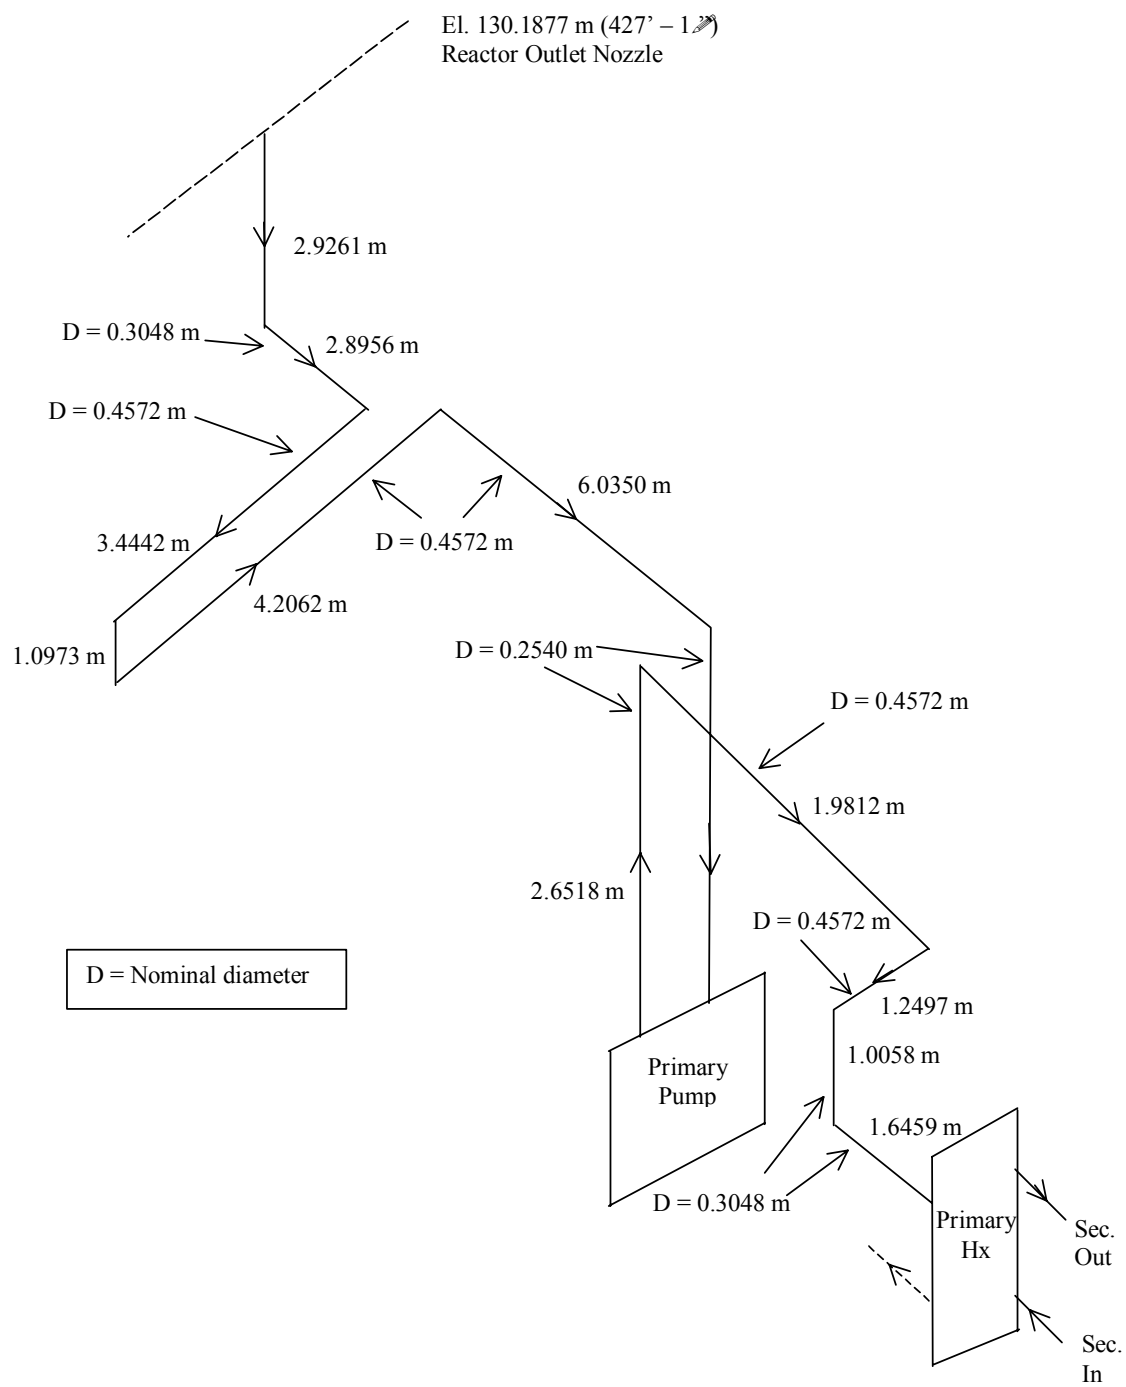 El. 130.1877 m (427’ – 1 )
Reactor Outlet Nozzle
2.9261 m
D = 0.3048 m
2.8956 m
D = 0.4572 m
6.0350 m
3.4442 m
D = 0.4572 m
4.2062 m
1.0973 m
D = 0.2540 m
D = 0.4572 m
1.9812 m
2.6518 m
D = 0.4572 m
D = Nominal diameter
1.2497 m
1.0058 m
Primary
Pump
1.6459 m
D = 0.3048 m
Primary
Hx
Sec.
Out
Sec.
In